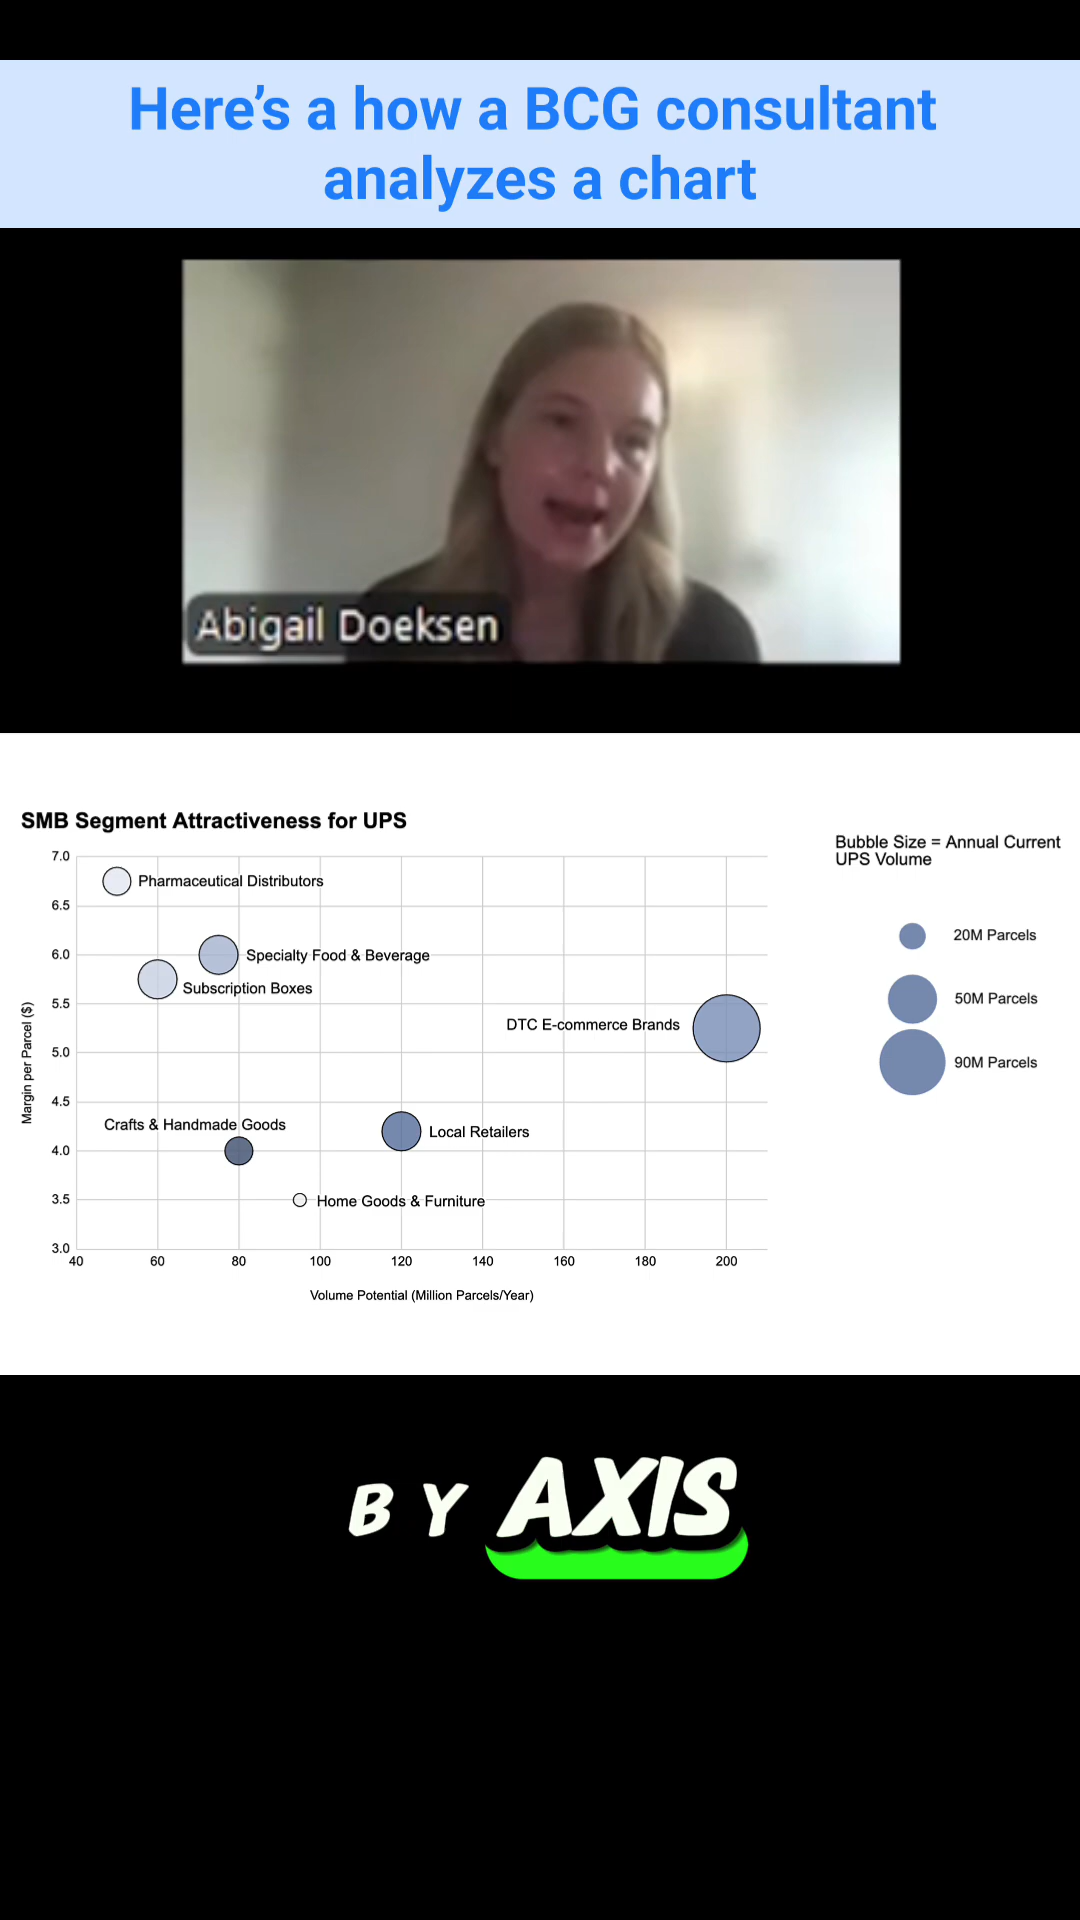 Here’s a how a BCG consultant
analyzes a chart
Abigail Doeksen
SMB Segment Attractiveness for UPS
Bubble Size = Annual Current
UPS Volume
20M Parcels
50M Parcels
90M Parcels
Margin per Parcel ($)
7.0
6.5
6.0
5.5
5.0
4.5
4.0
3.5
3.0
Pharmaceutical Distributors
Specialty Food & Beverage
Subscription Boxes
DTC E-commerce Brands
Crafts & Handmade Goods
Local Retailers
Home Goods & Furniture
40 60 80 100 120 140 160 180 200
Volume Potential (Million Parcels/Year)
BY AXIS